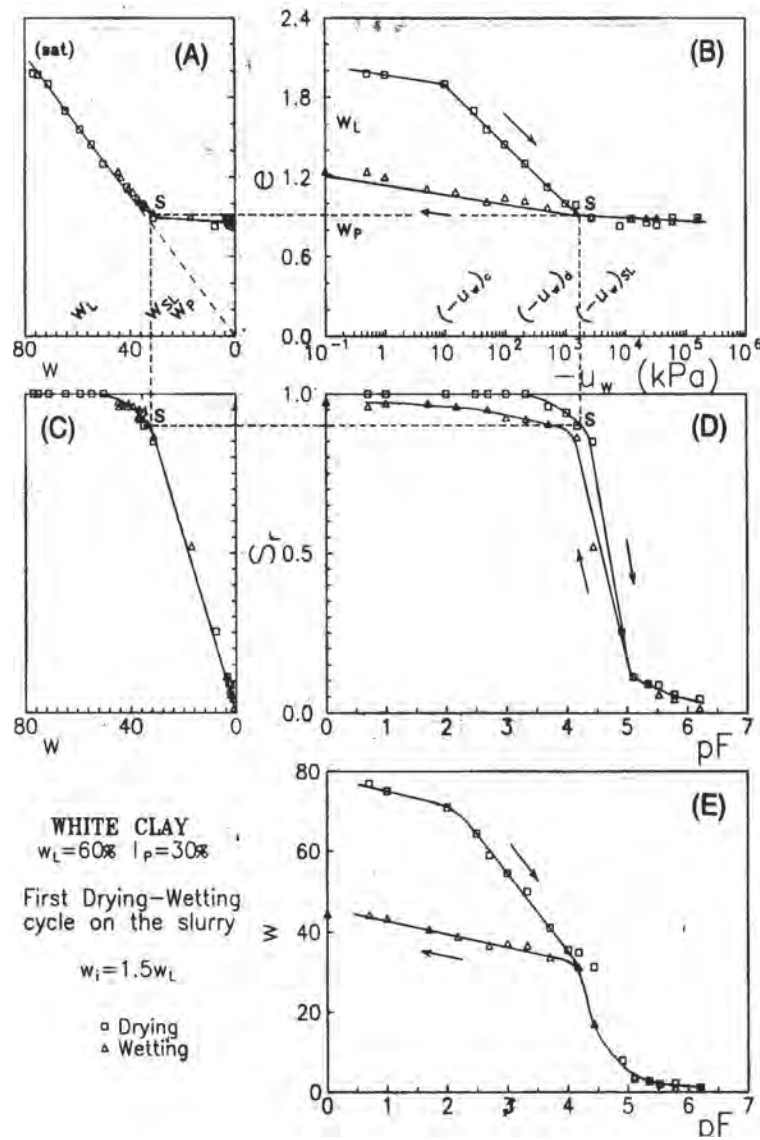 (sat)
(A)
2.4
(B)
1.8
w_L
e
1.2
S
S
0.6
w_P
w_L
w_SL
w_P
(-u_w)_c
(-u_w)_d
(-u_w)_SL
0.0
80
40
0
10^-1
1
10
10^2
10^3
10^4
10^5
10^6
w
-u_w (kPa)
1.0
(C)
S
S
(D)
S_r
0.5
0.0
80
40
0
0
1
2
3
4
5
6
7
w
pF
80
(E)
60
w
40
20
0
0
1
2
3
4
5
6
7
pF
WHITE CLAY
w_L=60% I_P=30%
First Drying-Wetting
cycle on the slurry
w_i=1.5w_L
Drying
Wetting